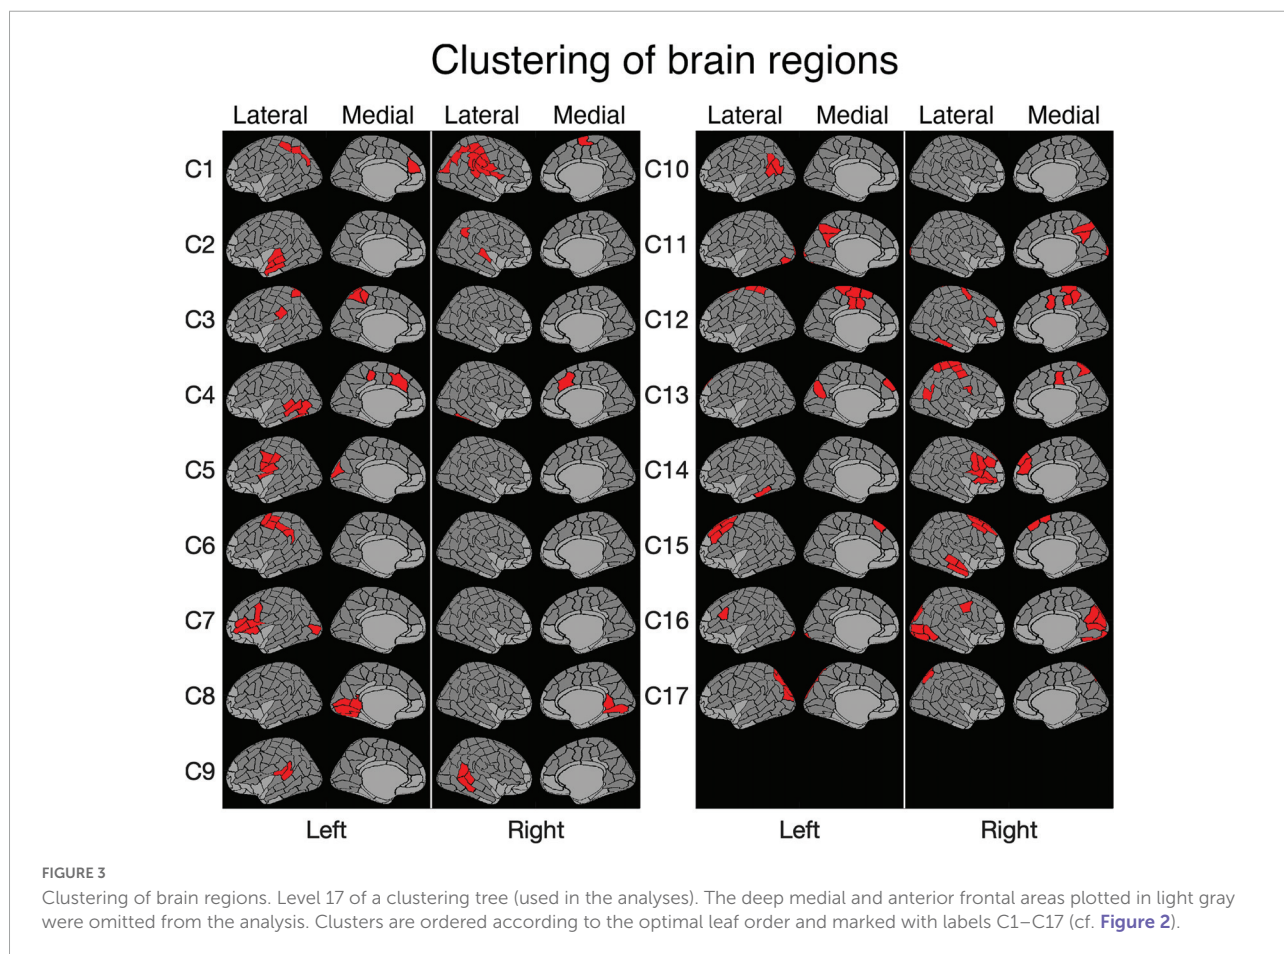 Clustering of brain regions
Lateral Medial Lateral Medial Lateral Medial Lateral Medial
C1 C10
C2 C11
C3 C12
C4 C13
C5 C14
C6 C15
C7 C16
C8 C17
C9
Left Right Left Right
FIGURE 3
Clustering of brain regions. Level 17 of a clustering tree (used in the analyses). The deep medial and anterior frontal areas plotted in light gray
were omitted from the analysis. Clusters are ordered according to the optimal leaf order and marked with labels C1–C17 (cf. Figure 2).